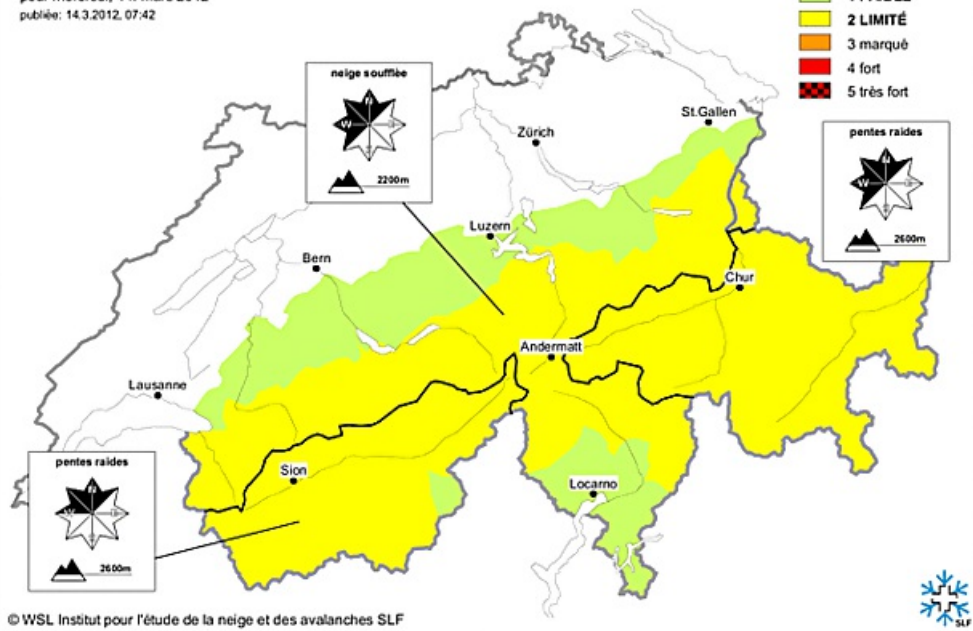 publiée: 14.3.2012, 07:42
2 LIMITÉ
3 marqué
4 fort
5 très fort
neige soufflée
N
W
2200m
St.Gallen
Zürich
pentes raides
N
W
2600m
Luzern
Bern
Chur
Andermatt
Lausanne
pentes raides
N
W
2600m
Sion
Locarno
© WSL Institut pour l'étude de la neige et des avalanches SLF
SLF